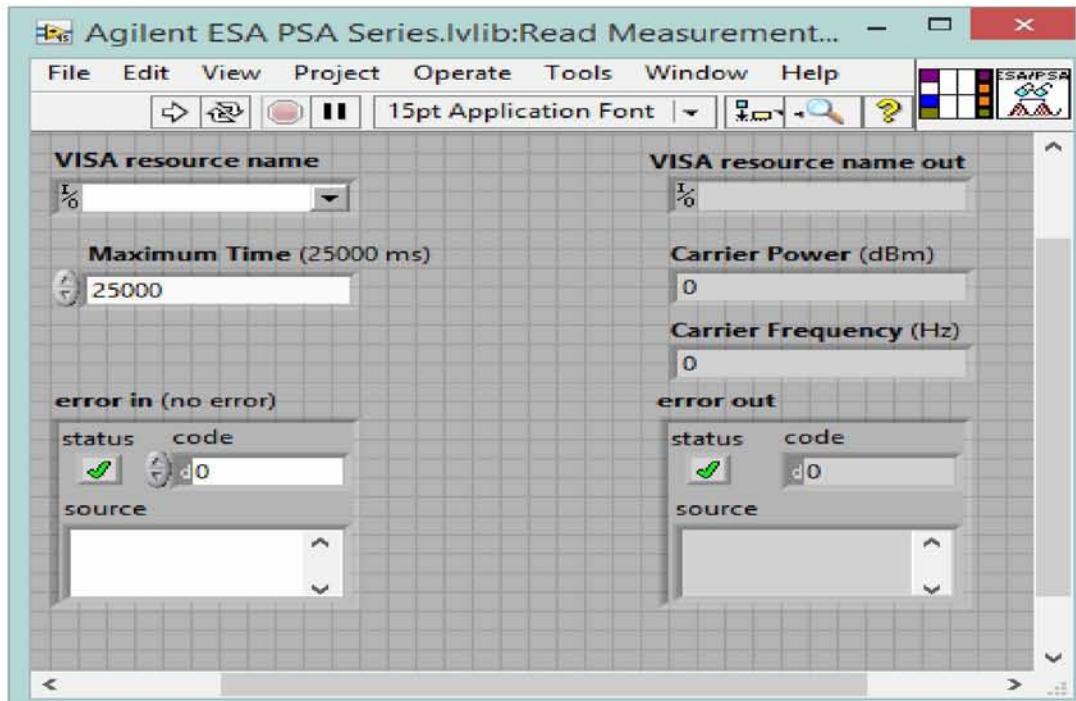 Agilent ESA PSA Series.lvlib:Read Measurement...
File Edit View Project Operate Tools Window Help
15pt Application Font
ESA/PSA
VISA resource name
I/O
Maximum Time (25000 ms)
25000
error in (no error)
status code
d 0
source
VISA resource name out
I/O
Carrier Power (dBm)
0
Carrier Frequency (Hz)
0
error out
status code
d 0
source